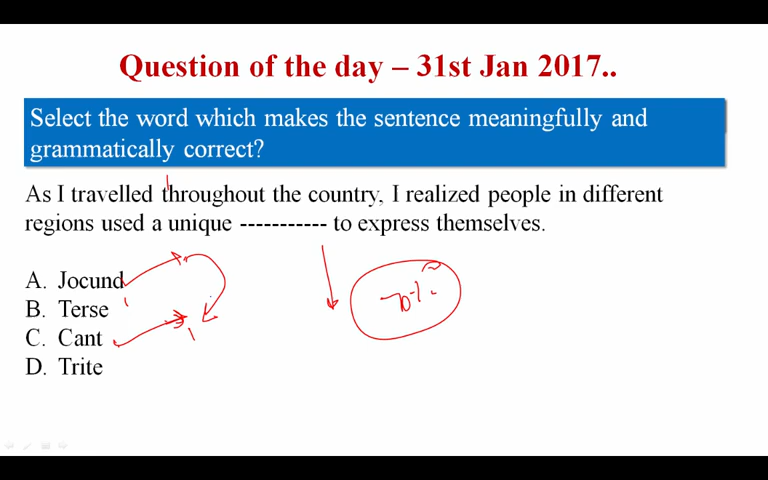 Question of the day – 31st Jan 2017..
Select the word which makes the sentence meaningfully and
grammatically correct?
As I travelled throughout the country, I realized people in different
regions used a unique ----------- to express themselves.
A. Jocund
B. Terse
C. Cant
D. Trite